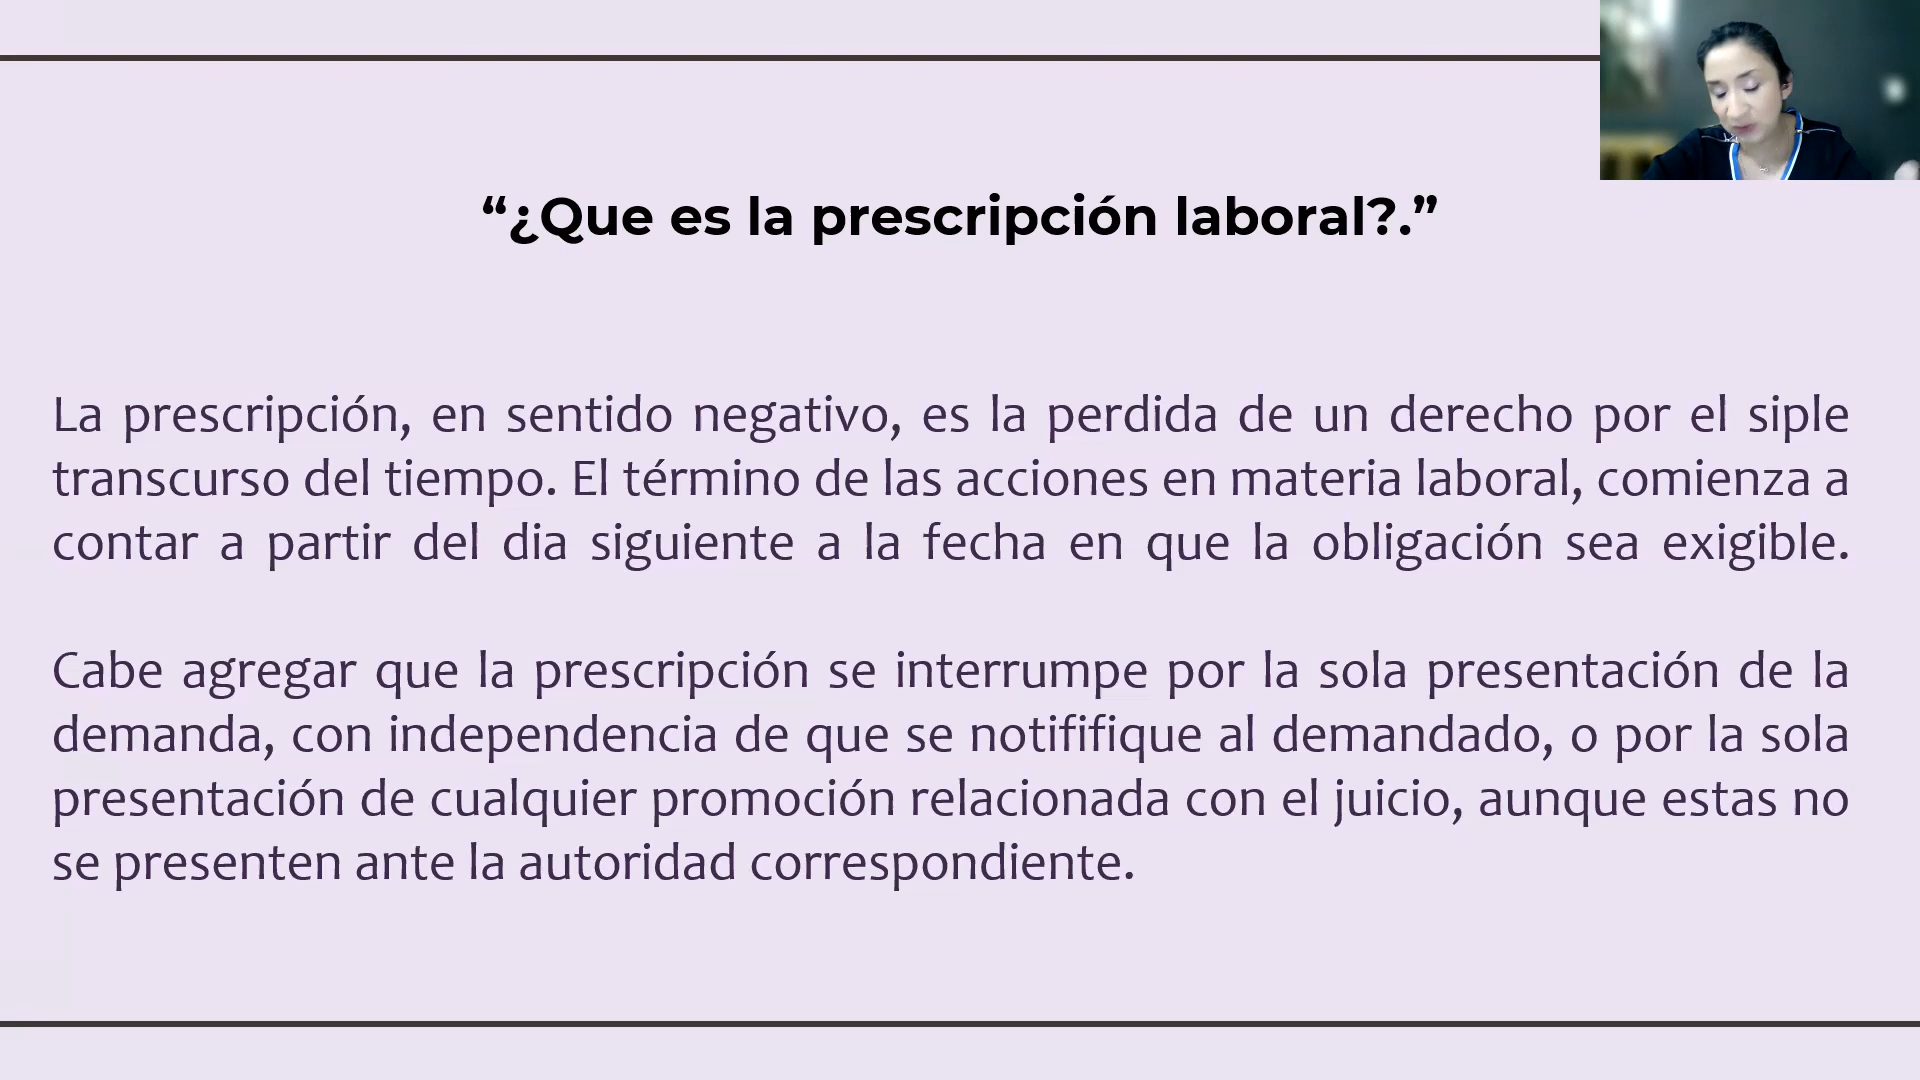 “¿Que es la prescripción laboral?.”
La prescripción, en sentido negativo, es la perdida de un derecho por el siple
transcurso del tiempo. El término de las acciones en materia laboral, comienza a
contar a partir del dia siguiente a la fecha en que la obligación sea exigible.
Cabe agregar que la prescripción se interrumpe por la sola presentación de la
demanda, con independencia de que se notififique al demandado, o por la sola
presentación de cualquier promoción relacionada con el juicio, aunque estas no
se presenten ante la autoridad correspondiente.